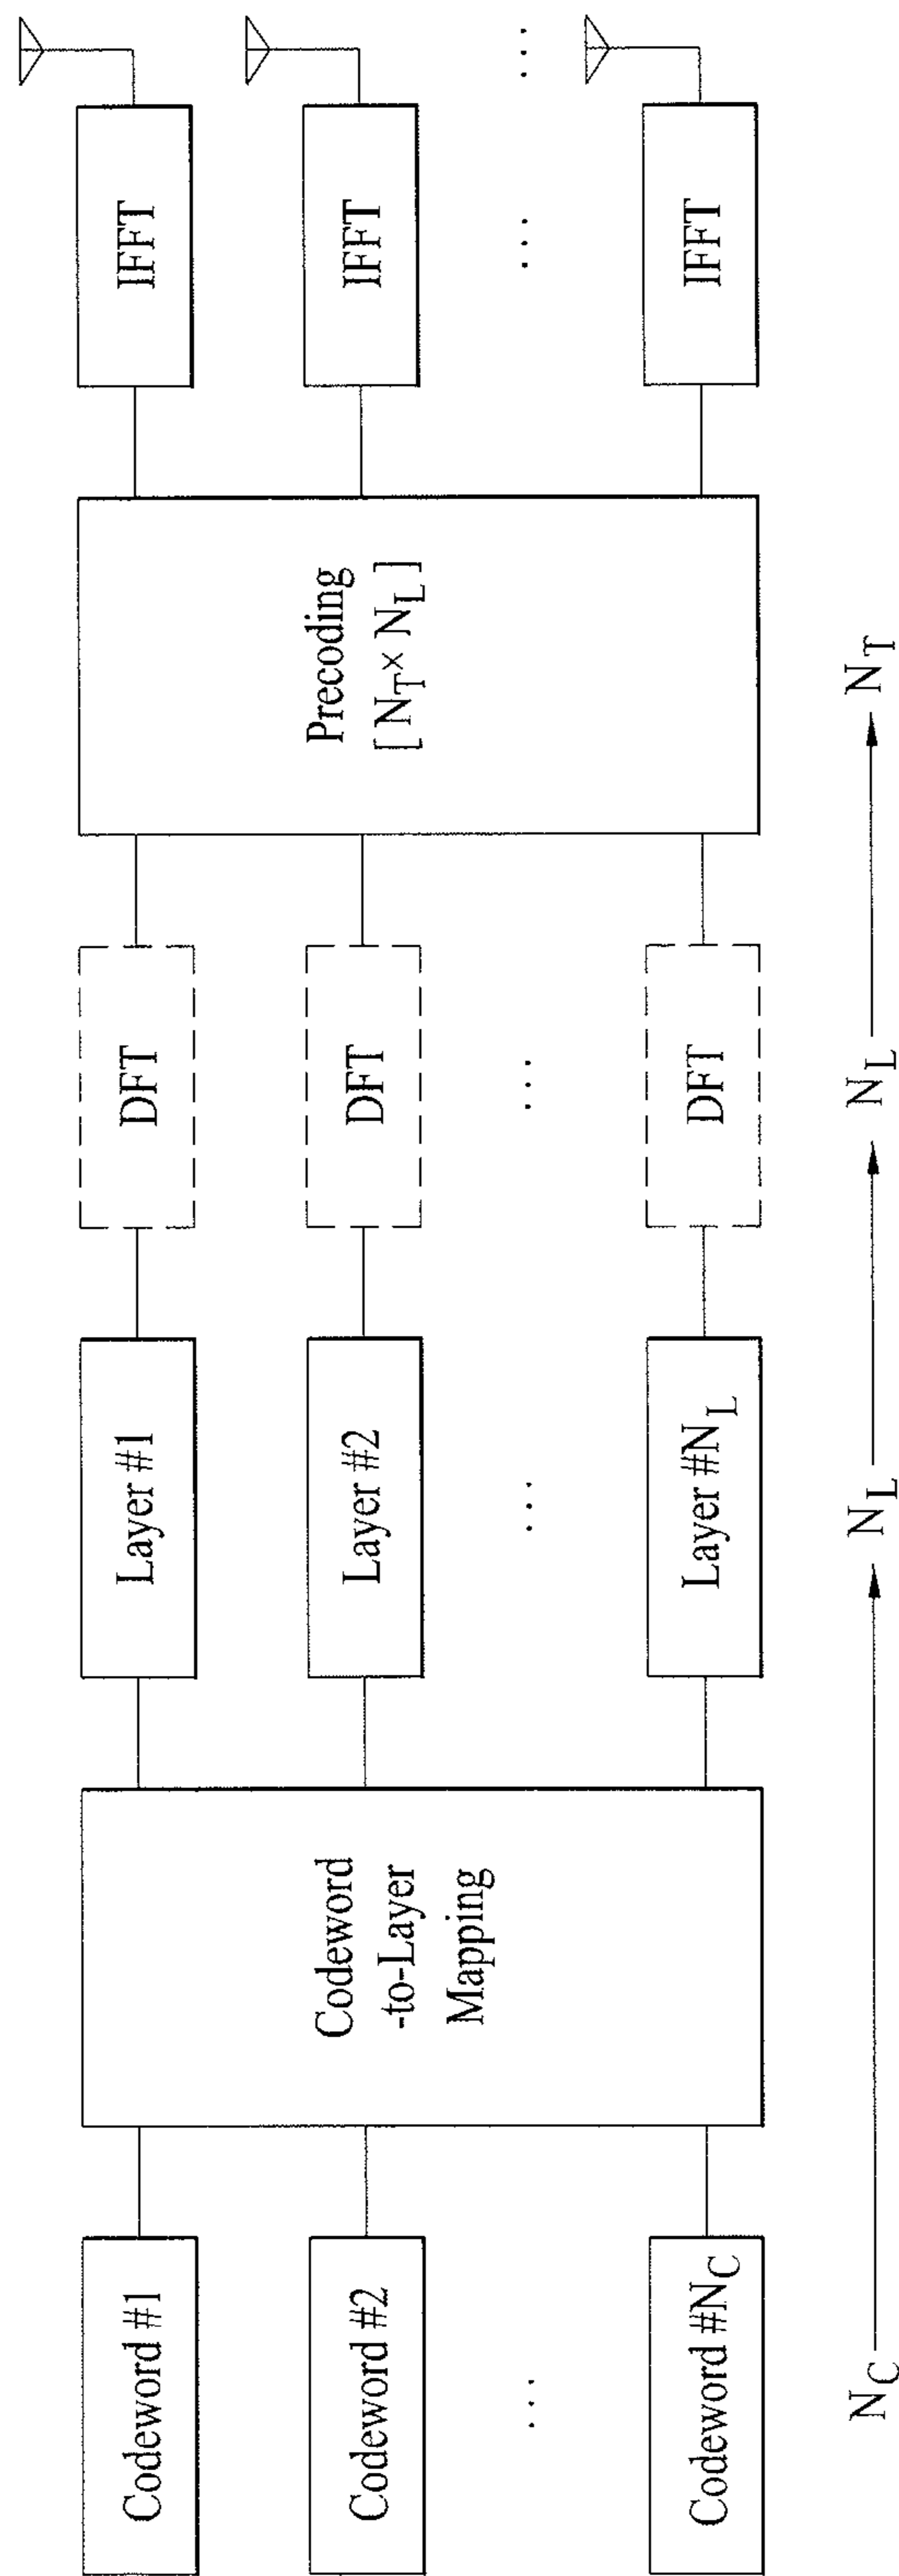 Codeword #1
Codeword #2
...
Codeword #N_C
Codeword
-to-Layer
Mapping
Layer #1
Layer #2
...
Layer #N_L
DFT
DFT
...
DFT
Precoding
[ N_T × N_L ]
IFFT
IFFT
...
IFFT
...
N_C
N_L
N_L
N_T